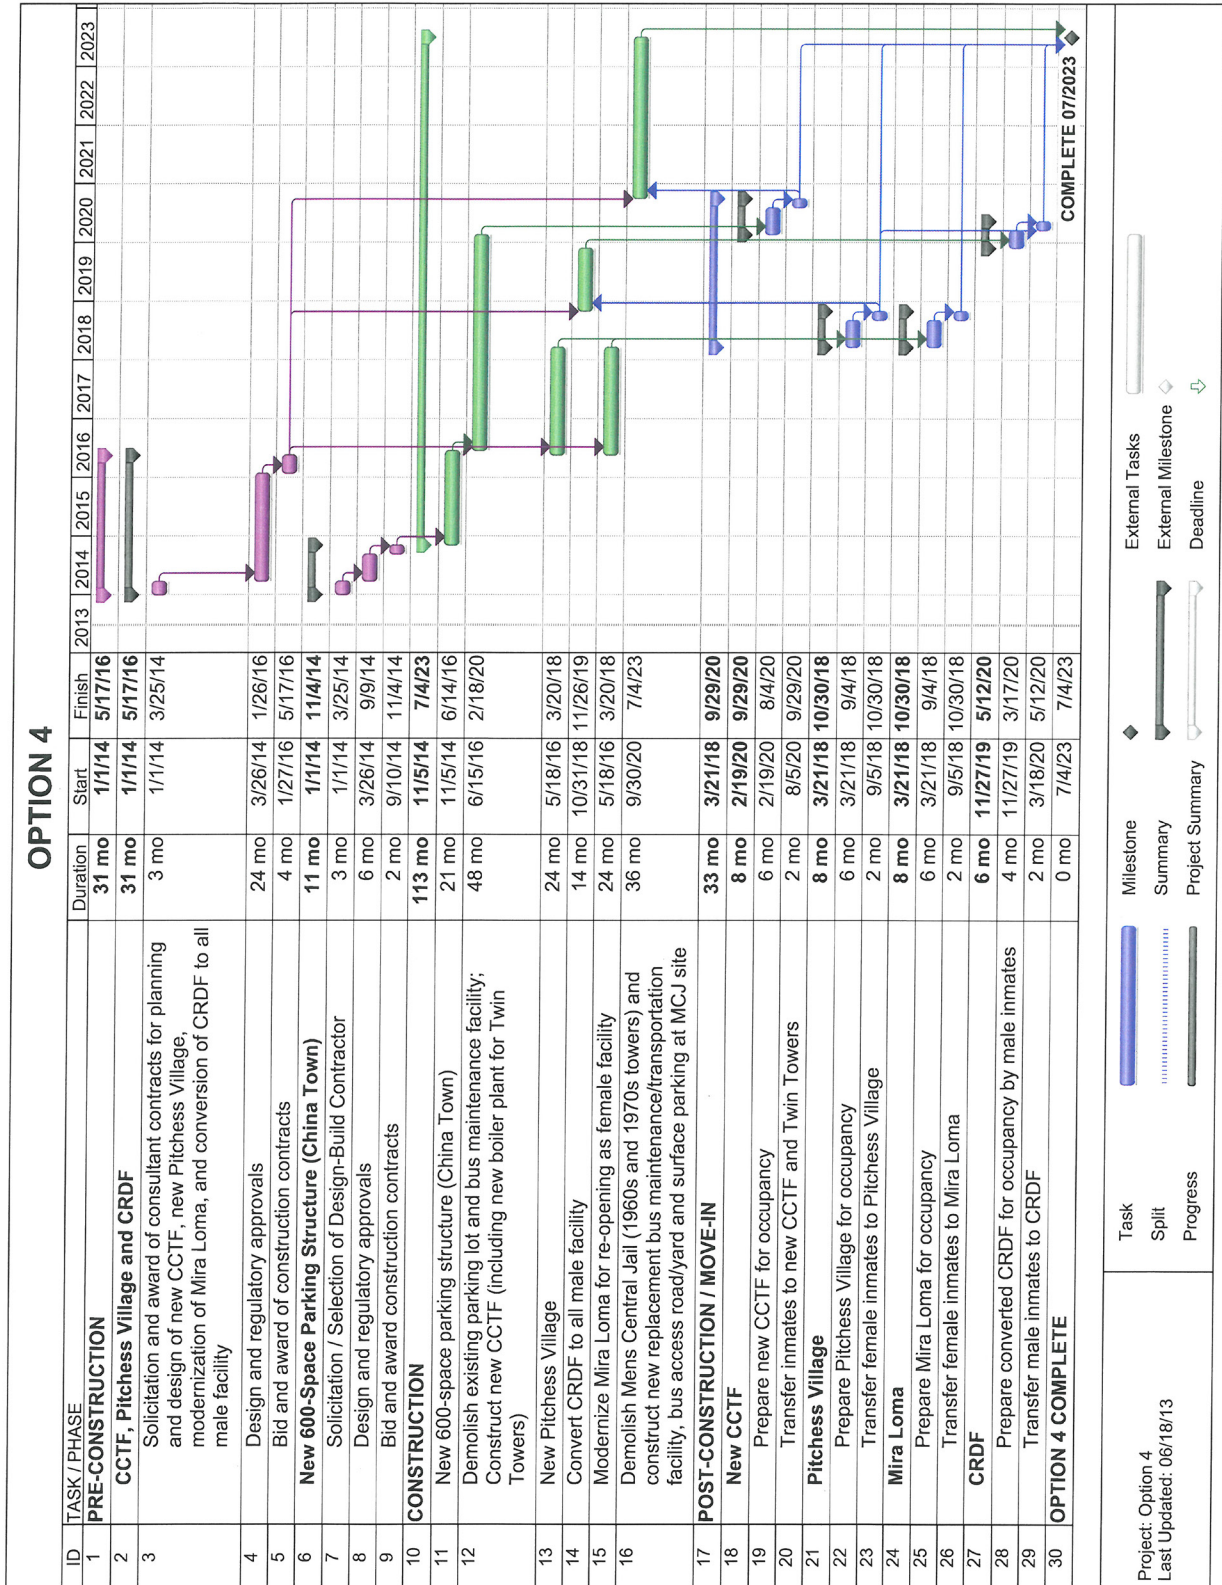 OPTION 4
ID TASK / PHASE Duration Start Finish 2013 2014 2015 2016 2017 2018 2019 2020 2021 2022 2023
1 PRE-CONSTRUCTION 31 mo 1/1/14 5/17/16
2 CCTF, Pitchess Village and CRDF 31 mo 1/1/14 5/17/16
3 Solicitation and award of consultant contracts for planning 3 mo 1/1/14 3/25/14
and design of new CCTF, new Pitchess Village,
modernization of Mira Loma, and conversion of CRDF to all
male facility
4 Design and regulatory approvals 24 mo 3/26/14 1/26/16
5 Bid and award of construction contracts 4 mo 1/27/16 5/17/16
6 New 600-Space Parking Structure (China Town) 11 mo 1/1/14 11/4/14
7 Solicitation / Selection of Design-Build Contractor 3 mo 1/1/14 3/25/14
8 Design and regulatory approvals 6 mo 3/26/14 9/9/14
9 Bid and award construction contracts 2 mo 9/10/14 11/4/14
10 CONSTRUCTION 113 mo 11/5/14 7/4/23
11 New 600-space parking structure (China Town) 21 mo 11/5/14 6/14/16
12 Demolish existing parking lot and bus maintenance facility; 48 mo 6/15/16 2/18/20
Construct new CCTF (including new boiler plant for Twin
Towers)
13 New Pitchess Village 24 mo 5/18/16 3/20/18
14 Convert CRDF to all male facility 14 mo 10/31/18 11/26/19
15 Modernize Mira Loma for re-opening as female facility 24 mo 5/18/16 3/20/18
16 Demolish Mens Central Jail (1960s and 1970s towers) and 36 mo 9/30/20 7/4/23
construct new replacement bus maintenance/transportation
facility, bus access road/yard and surface parking at MCJ site
17 POST-CONSTRUCTION / MOVE-IN 33 mo 3/21/18 9/29/20
18 New CCTF 8 mo 2/19/20 9/29/20
19 Prepare new CCTF for occupancy 6 mo 2/19/20 8/4/20
20 Transfer inmates to new CCTF and Twin Towers 2 mo 8/5/20 9/29/20
21 Pitchess Village 8 mo 3/21/18 10/30/18
22 Prepare Pitchess Village for occupancy 6 mo 3/21/18 9/4/18
23 Transfer female inmates to Pitchess Village 2 mo 9/5/18 10/30/18
24 Mira Loma 8 mo 3/21/18 10/30/18
25 Prepare Mira Loma for occupancy 6 mo 3/21/18 9/4/18
26 Transfer female inmates to Mira Loma 2 mo 9/5/18 10/30/18
27 CRDF 6 mo 11/27/19 5/12/20
28 Prepare converted CRDF for occupancy by male inmates 4 mo 11/27/19 3/17/20
29 Transfer male inmates to CRDF 2 mo 3/18/20 5/12/20
30 OPTION 4 COMPLETE 0 mo 7/4/23 7/4/23
COMPLETE 07/2023
Project: Option 4
Last Updated: 06/18/13
Task Milestone External Tasks
Split Summary External Milestone
Progress Project Summary Deadline